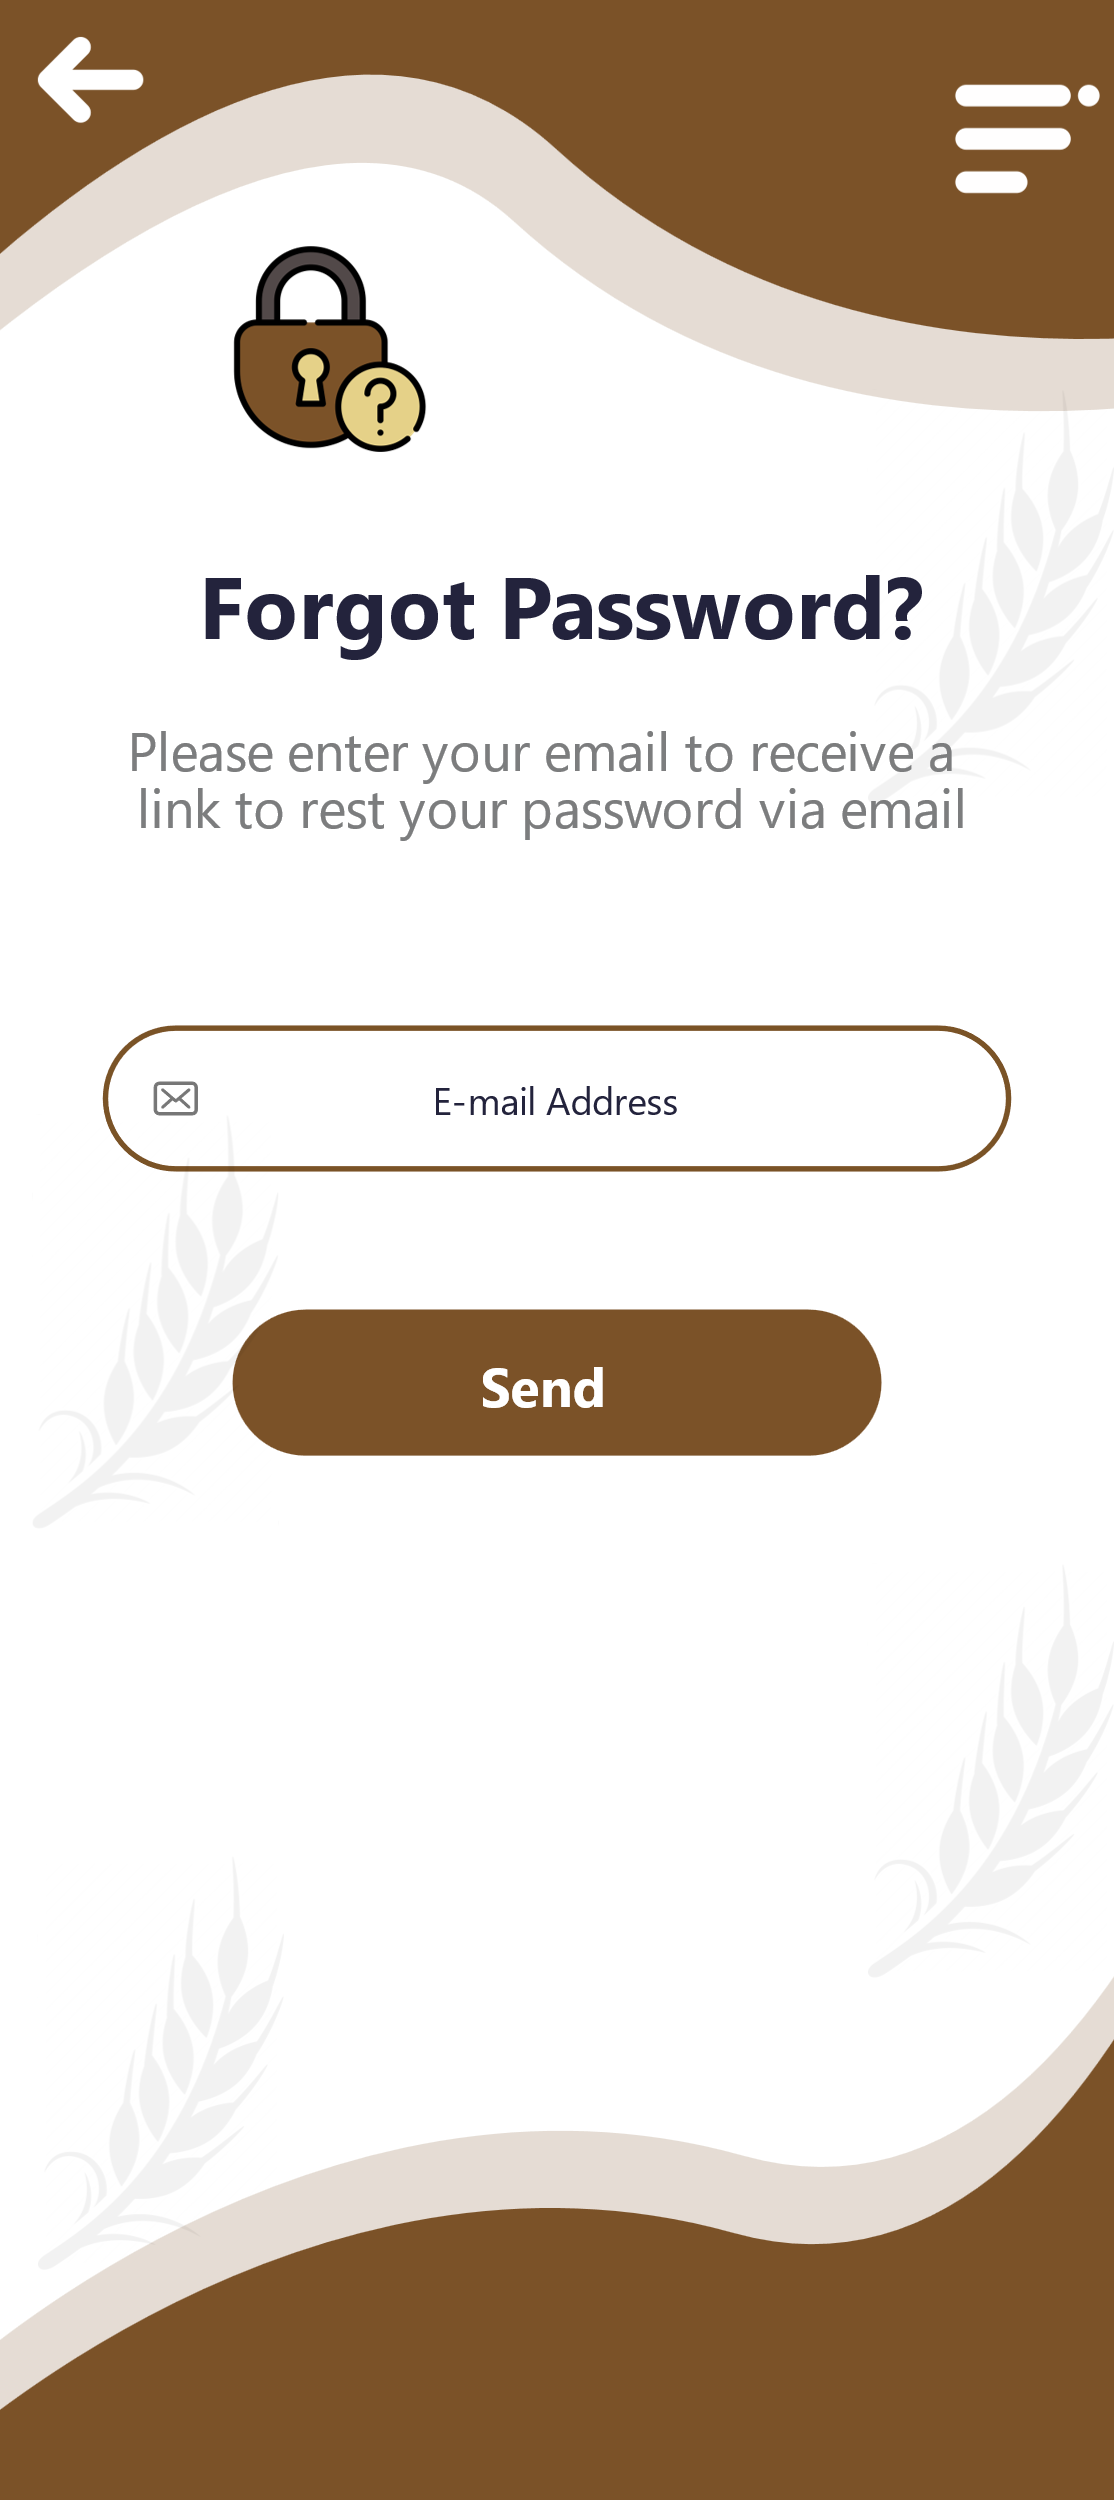 Forgot Password?
Please enter your email to receive a
link to rest your password via email
E-mail Address
Send